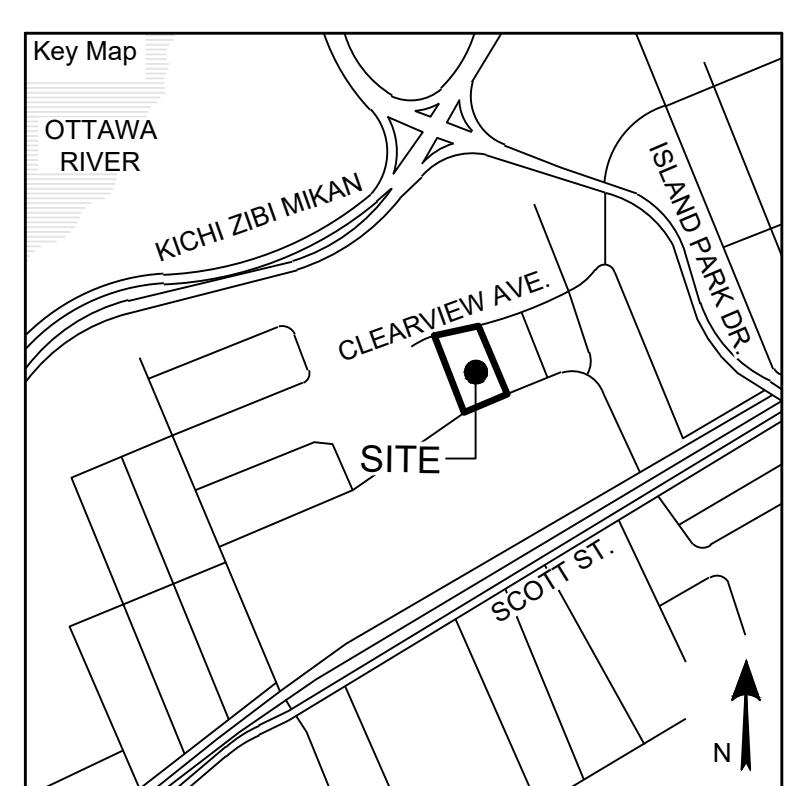 Key Map
OTTAWA
RIVER
KICHI ZIBI MIKAN
ISLAND PARK DR.
CLEARVIEW AVE.
SITE
SCOTT ST.
N